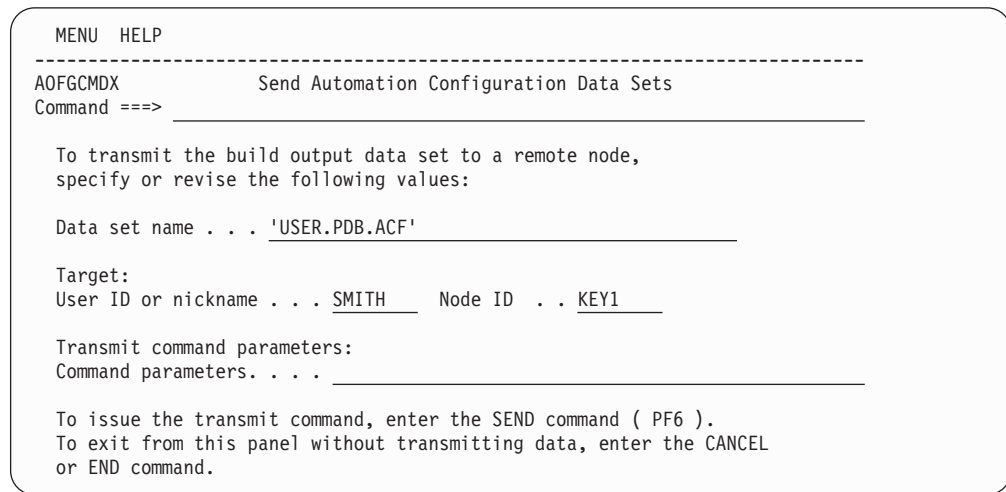 MENU HELP
-------------------------------------------------------------------------------
AOFGCMDX Send Automation Configuration Data Sets
Command ===>
To transmit the build output data set to a remote node,
specify or revise the following values:
Data set name . . . 'USER.PDB.ACF'
Target:
User ID or nickname . . . SMITH Node ID . . KEY1
Transmit command parameters:
Command parameters. . . .
To issue the transmit command, enter the SEND command ( PF6 ).
To exit from this panel without transmitting data, enter the CANCEL
or END command.